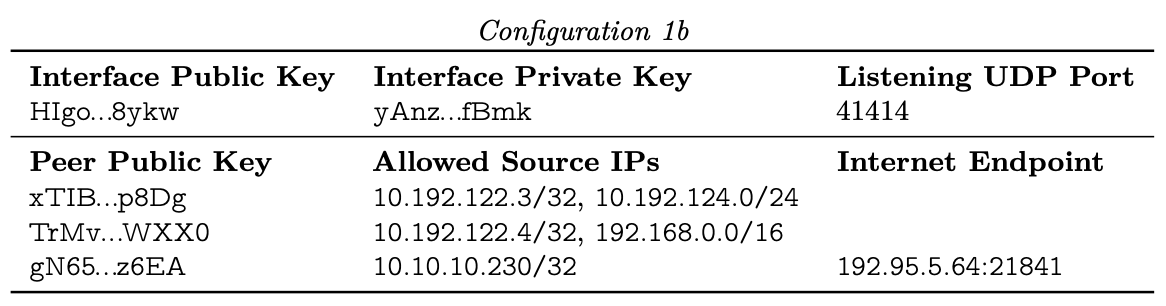 Configuration 1b
Interface Public Key Interface Private Key Listening UDP Port
HIgo...8ykw yAnz...fBmk 41414
Peer Public Key Allowed Source IPs Internet Endpoint
xTIB...p8Dg 10.192.122.3/32, 10.192.124.0/24
TrMv...WXX0 10.192.122.4/32, 192.168.0.0/16
gN65...z6EA 10.10.10.230/32 192.95.5.64:21841